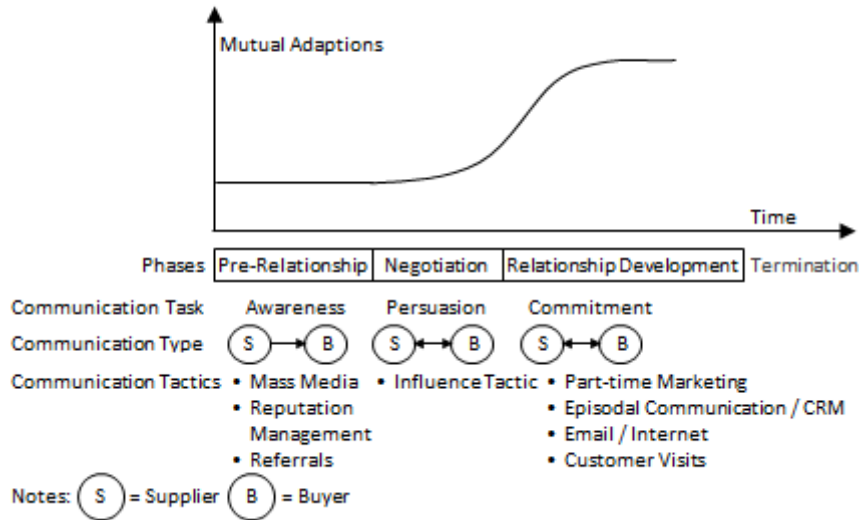 Mutual Adaptions
Time
Phases Pre-Relationship Negotiation Relationship Development Termination
Communication Task Awareness Persuasion Commitment
Communication Type S B S B S B
Communication Tactics • Mass Media • Influence Tactic • Part-time Marketing
• Reputation • Episodal Communication / CRM
Management • Email / Internet
• Referrals • Customer Visits
Notes: S = Supplier B = Buyer